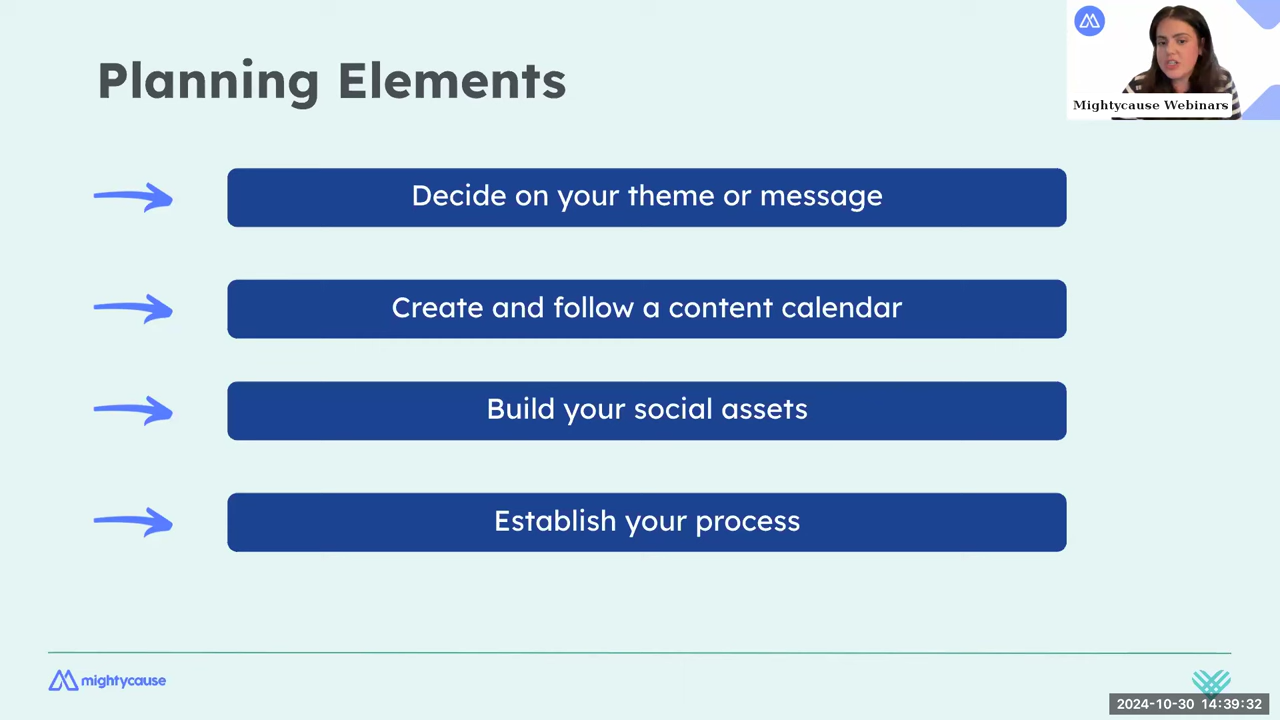 Planning Elements
Mightycause Webinars
Decide on your theme or message
Create and follow a content calendar
Build your social assets
Establish your process
mightycause
2024-10-30 14:39:32